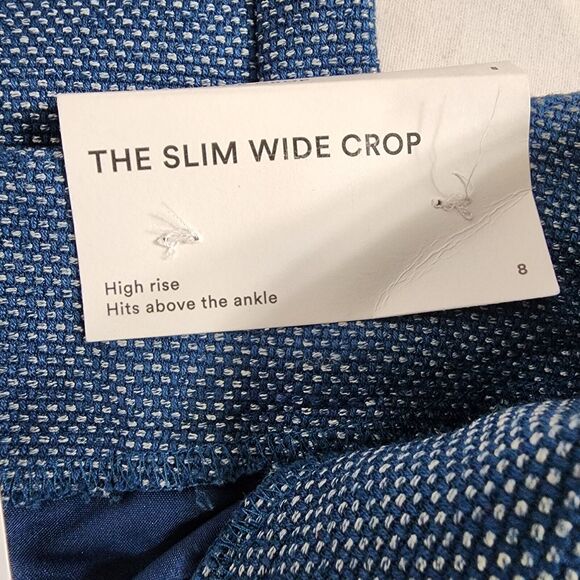 THE SLIM WIDE CROP
High rise
Hits above the ankle
8